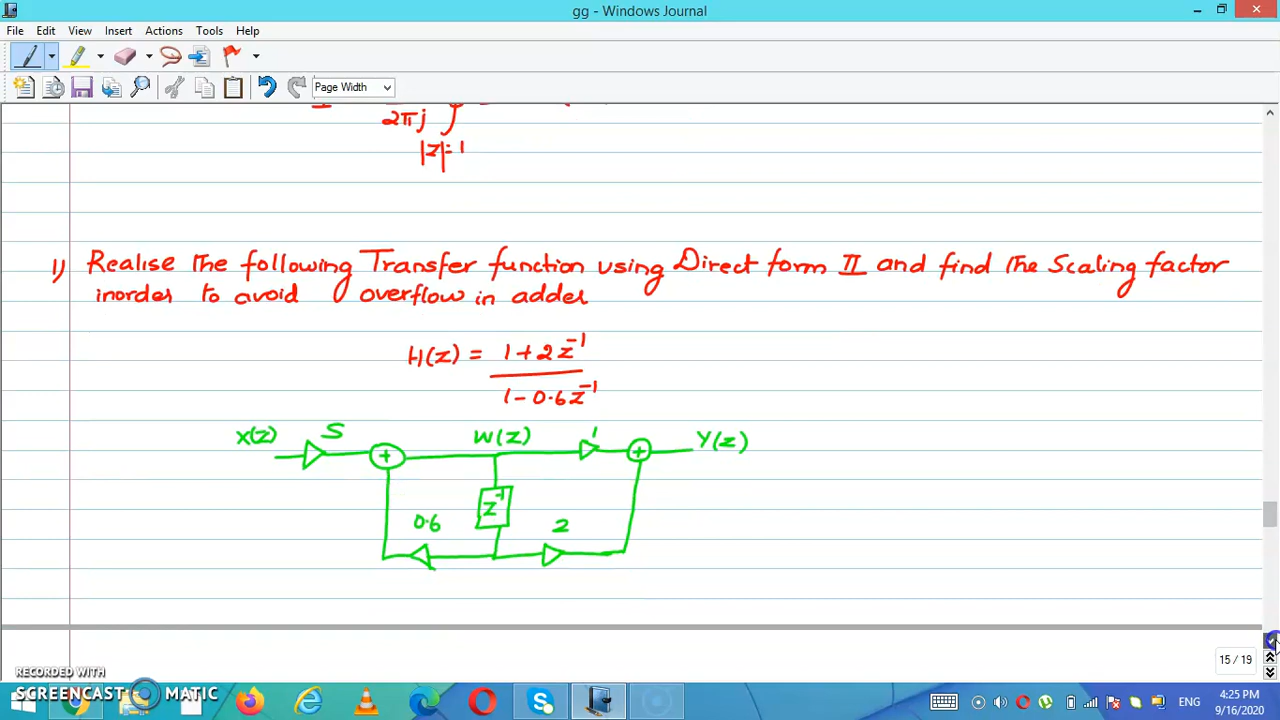 gg - Windows Journal
File Edit View Insert Actions Tools Help
Page Width
2πj
|z|=1
1) Realise the following Transfer function using Direct form II and find the Scaling factor
inorder to avoid overflow in adder
H(z) = 1+2z⁻¹
1-0.6z⁻¹
X(z) S W(z) 1 Y(z)
+ +
z⁻¹
0.6 2
15 / 19
RECORDED WITH
SCREENCAST MATIC
ENG
4:25 PM
9/16/2020